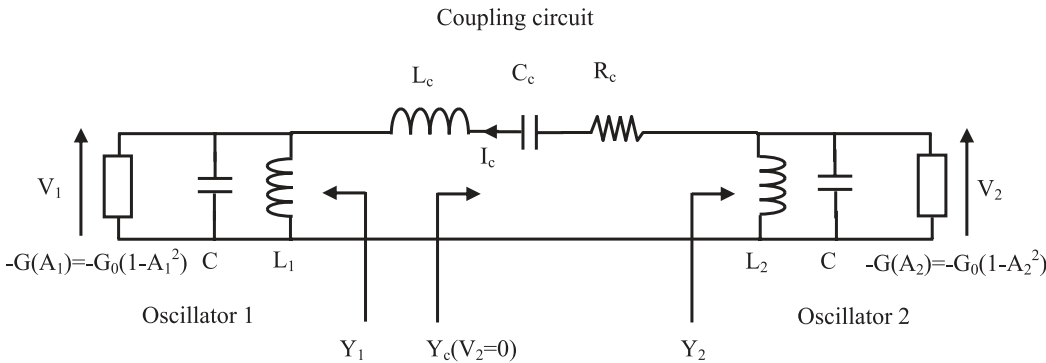 Coupling circuit
L_c C_c R_c
I_c
V_1 V_2
-G(A_1)=-G_0(1-A_1^2) C L_1 L_2 C -G(A_2)=-G_0(1-A_2^2)
Oscillator 1 Oscillator 2
Y_1 Y_c(V_2=0) Y_2